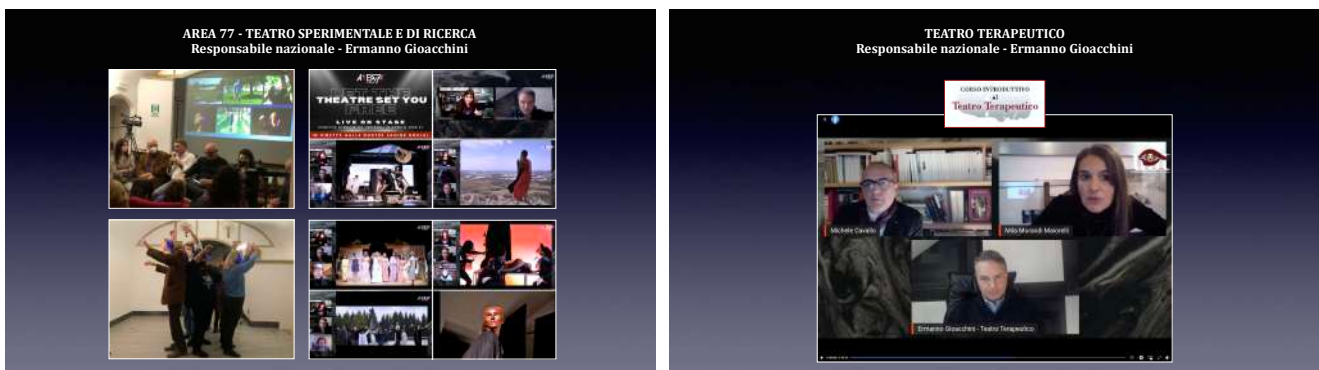 AREA 77 - TEATRO SPERIMENTALE E DI RICERCA
Responsabile nazionale - Ermanno Gioacchini
THEATRE SET YOU
FREE
LIVE ON STAGE
TEATRO TERAPEUTICO
Responsabile nazionale - Ermanno Gioacchini
CORSO INTRODUTTIVO
al
Teatro Terapeutico
Michele Cavallo
Ermanno Gioacchini - Teatro Terapeutico